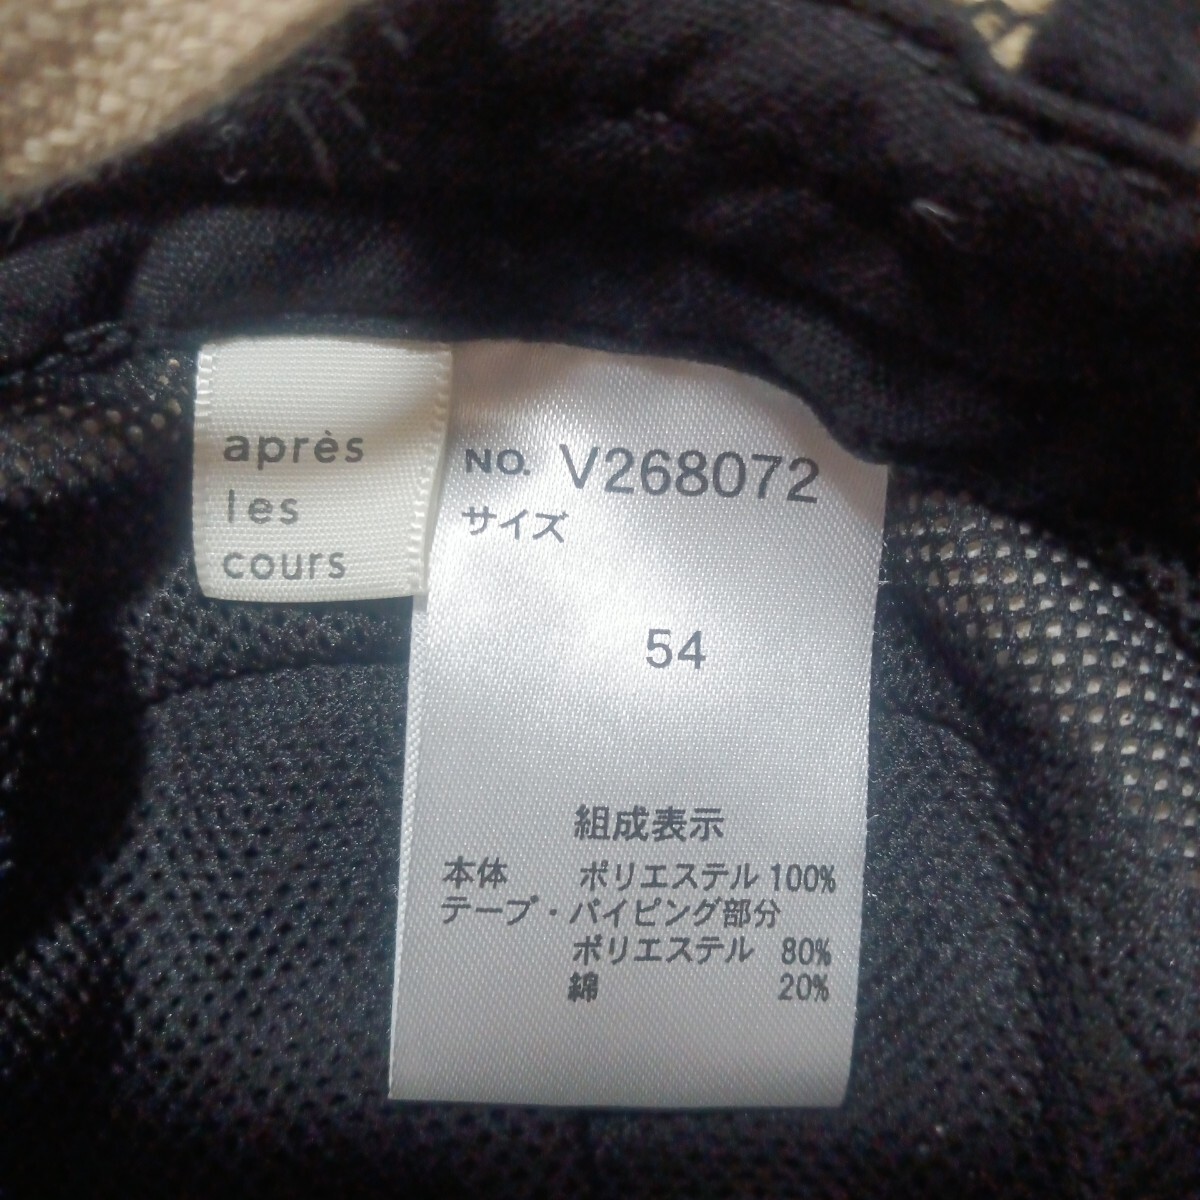 après
les
cours
NO. V268072
サイズ
54
組成表示
本体 ポリエステル 100%
テープ・パイピング部分
ポリエステル 80%
綿 20%